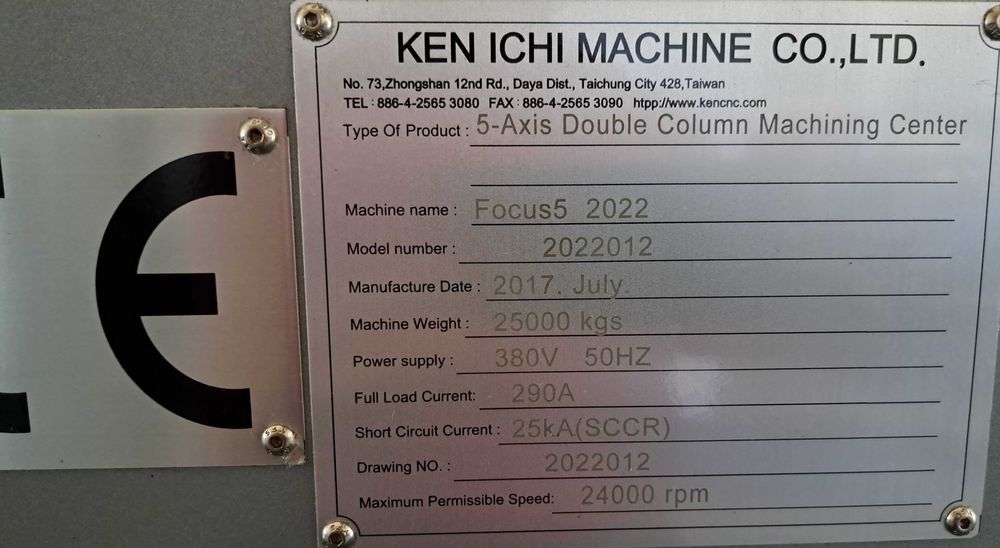 KEN ICHI MACHINE CO.,LTD.
No. 73,Zhongshan 12nd Rd., Daya Dist., Taichung City 428,Taiwan
TEL : 886-4-2565 3080 FAX : 886-4-2565 3090 htpp://www.kencnc.com
Type Of Product : 5-Axis Double Column Machining Center
Machine name : Focus5 2022
Model number : 2022012
Manufacture Date : 2017. July.
Machine Weight : 25000 kgs
Power supply : 380V 50HZ
Full Load Current: 290A
Short Circuit Current : 25kA(SCCR)
Drawing NO. : 2022012
Maximum Permissible Speed: 24000 rpm
CE